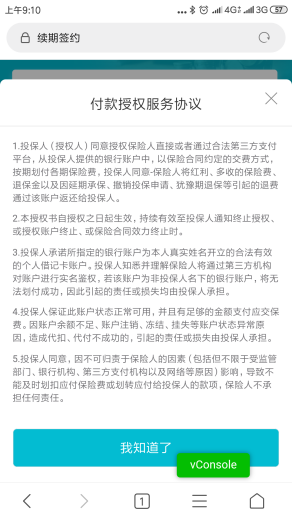 上午9:10
... 4G 3G 57
续期签约
付款授权服务协议
1.投保人（授权人）同意授权保险人直接或者通过合法第三方支付
平台，从投保人提供的银行账户中，以保险合同约定的交费方式，
按期划付各期保险费，投保人同意-保险人将红利、多收的保险费、
退保金以及因延期承保、撤销投保申请、犹豫期退保等引起的退费
通过该账户返还给投保人。
2.本授权书自授权之日起生效，持续有效至投保人通知终止授权、
或授权账户终止、或保险合同效力终止时。
3.投保人承诺所指定的银行账户为本人真实姓名开立的合法有效
的个人借记卡账户。投保人知悉并理解保险人将通过第三方机构
对账户进行实名鉴权，若该账户为非投保人名下的银行账户，将无
法划付成功，因此引起的责任或损失均由投保人承担。
4.投保人保证此账户状态正常可用，并且有足够的金额支付应交保
费。因账户余额不足、账户注销、冻结、挂失等账户状态异常原
因，造成代扣、代付不成功的，引起的责任或损失由投保人承担。
5.投保人同意，因不可归责于保险人的因素（包括但不限于受监管
部门、银行机构、第三方支付机构以及网络等原因）影响，导致不
能及时划扣应付保险费或划转应付给投保人的款项，保险人不承
担任何责任。
我知道了
vConsole
1